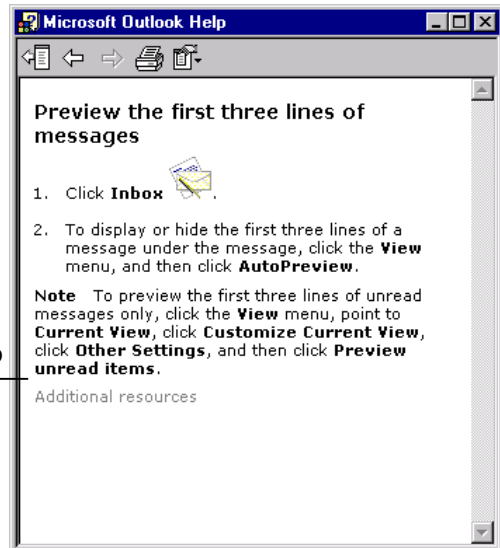 Microsoft Outlook Help
Preview the first three lines of
messages
1. Click Inbox .
2. To display or hide the first three lines of a
message under the message, click the View
menu, and then click AutoPreview.
Note To preview the first three lines of unread
messages only, click the View menu, point to
Current View, click Customize Current View,
click Other Settings, and then click Preview
unread items.
Additional resources